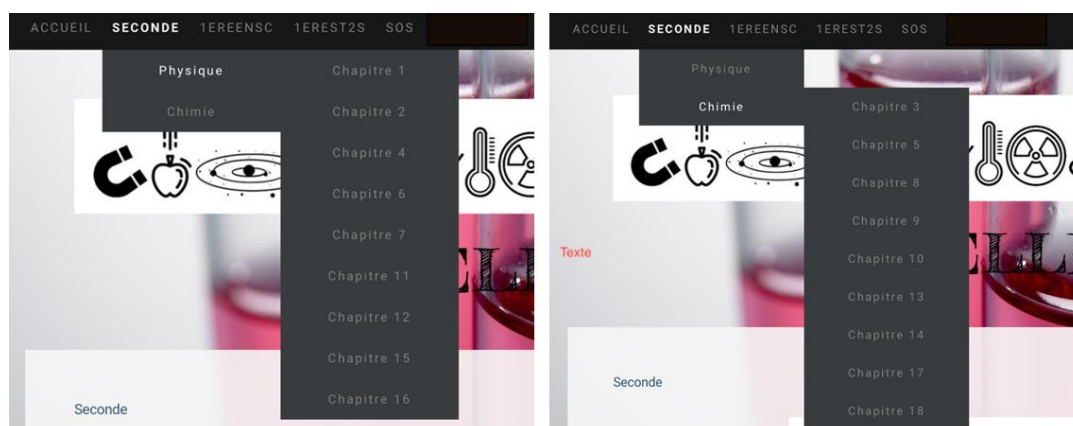 ACCUEIL SECONDE 1EREENSC 1EREST2S SOS
Physique
Chimie
Chapitre 1
Chapitre 2
Chapitre 4
Chapitre 6
Chapitre 7
Chapitre 11
Chapitre 12
Chapitre 15
Chapitre 16
Seconde
ACCUEIL SECONDE 1EREENSC 1EREST2S SOS
Physique
Chimie
Chapitre 3
Chapitre 5
Chapitre 8
Chapitre 9
Chapitre 10
Chapitre 13
Chapitre 14
Chapitre 17
Chapitre 18
Texte
Seconde